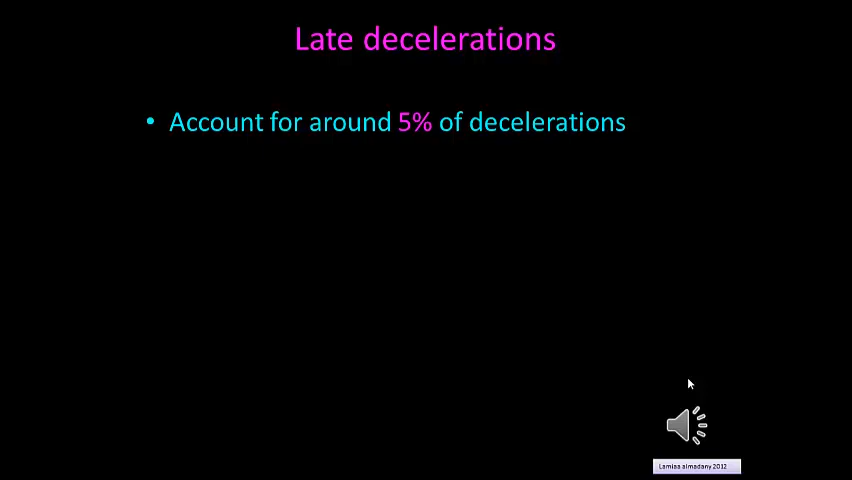 Late decelerations
• Account for around 5% of decelerations
Lamiaa almadany 2012